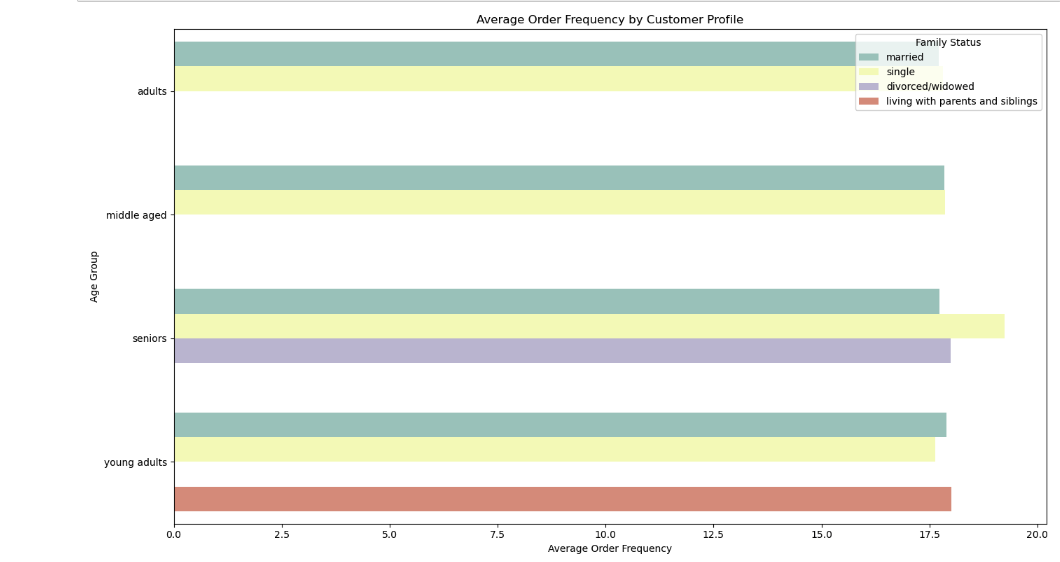 Average Order Frequency by Customer Profile
Family Status
married
single
divorced/widowed
living with parents and siblings
adults
middle aged
seniors
young adults
Age Group
0.0 2.5 5.0 7.5 10.0 12.5 15.0 17.5 20.0
Average Order Frequency